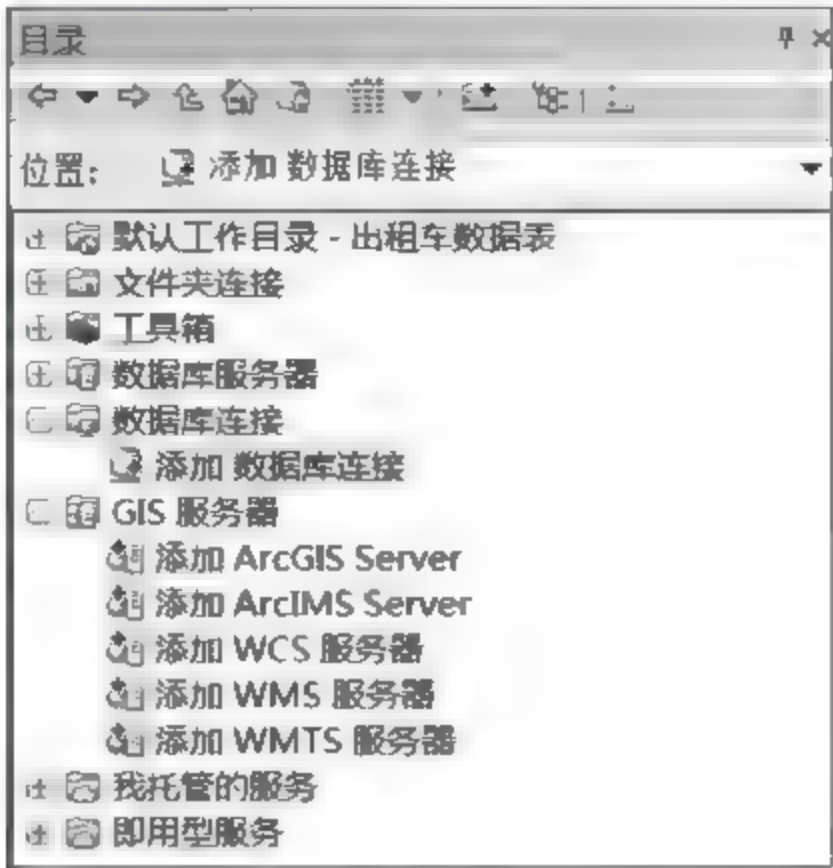 目录
位置: 添加 数据库连接
默认工作目录 - 出租车数据表
文件夹连接
工具箱
数据库服务器
数据库连接
添加 数据库连接
GIS 服务器
添加 ArcGIS Server
添加 ArcIMS Server
添加 WCS 服务器
添加 WMS 服务器
添加 WMTS 服务器
我托管的服务
即用型服务